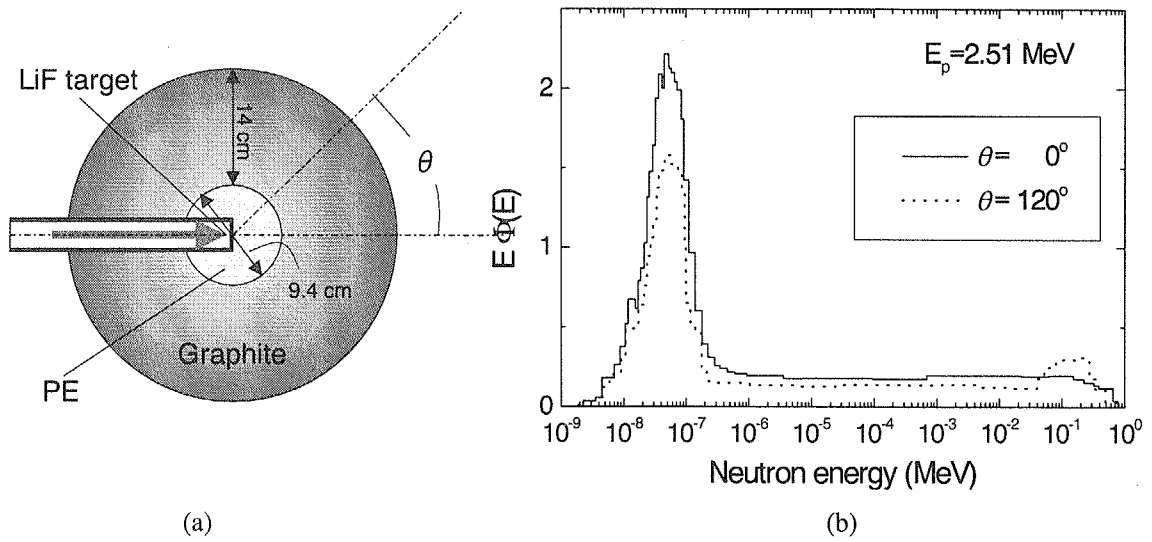 LiF target
14 cm
θ
9.4 cm
Graphite
PE
(a)
E Φ(E)
2
1
0
E_p=2.51 MeV
θ= 0°
θ= 120°
10⁻⁹ 10⁻⁸ 10⁻⁷ 10⁻⁶ 10⁻⁵ 10⁻⁴ 10⁻³ 10⁻² 10⁻¹ 10⁰
Neutron energy (MeV)
(b)